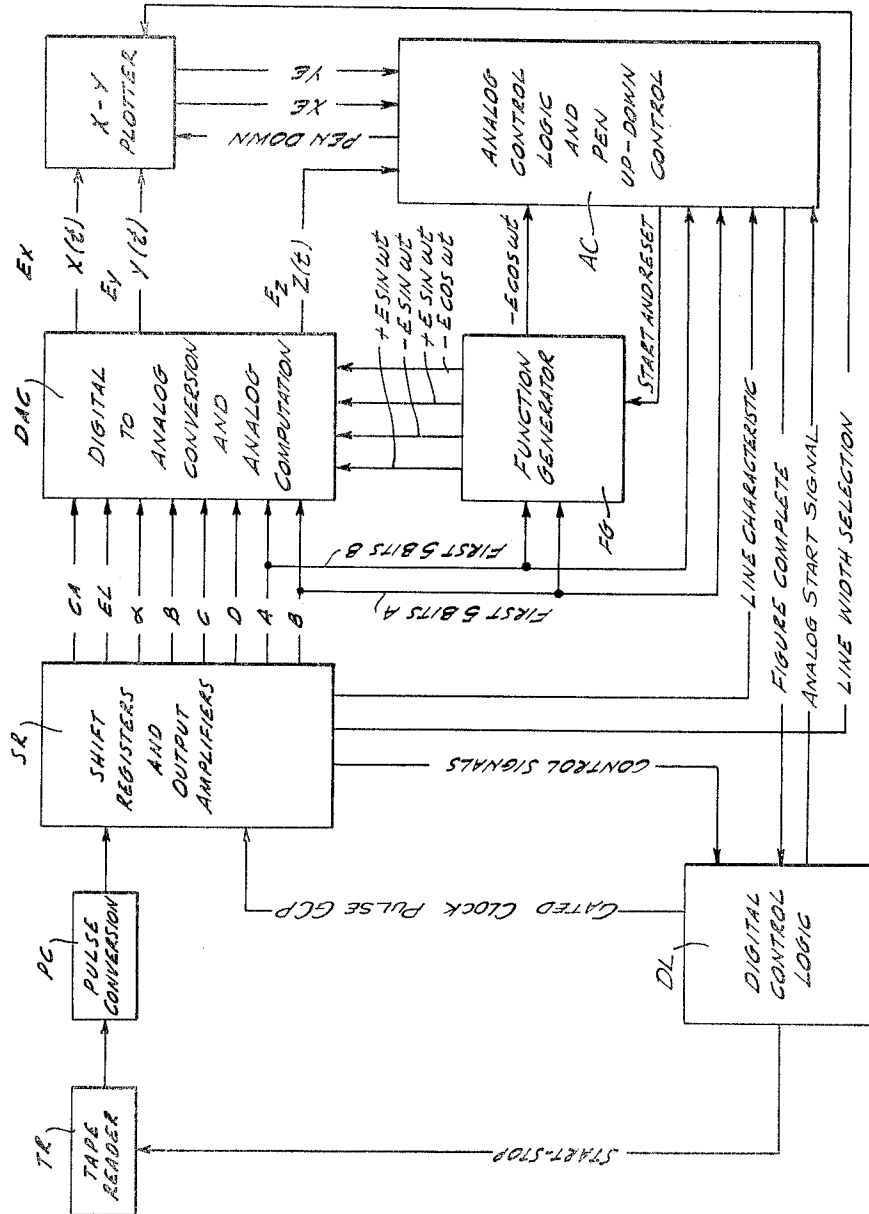 TR
TAPE
READER
PC
PULSE
CONVERSION
SR
SHIFT
REGISTERS
AND
OUTPUT
AMPLIFIERS
CA
EL
α
B
C
D
A
B
DAC
DIGITAL
TO
ANALOG
CONVERSION
AND
ANALOG
COMPUTATION
EX
X(t)
EY
Y(t)
EZ
Z(t)
X-Y
PLOTTER
PEN DOWN
XE
YE
+E SIN ωt
-E SIN ωt
+E SIN ωt
-E COS ωt
FIRST 5 BITS B
FIRST 5 BITS A
FUNCTION
GENERATOR
FG
-E COS ωt
START AND RESET
ANALOG
CONTROL
LOGIC
AND
PEN
UP-DOWN
CONTROL
AC
START-STOP
GATED CLOCK PULSE GCP
CONTROL SIGNALS
DL
DIGITAL
CONTROL
LOGIC
LINE CHARACTERISTIC
FIGURE COMPLETE
ANALOG START SIGNAL
LINE WIDTH SELECTION